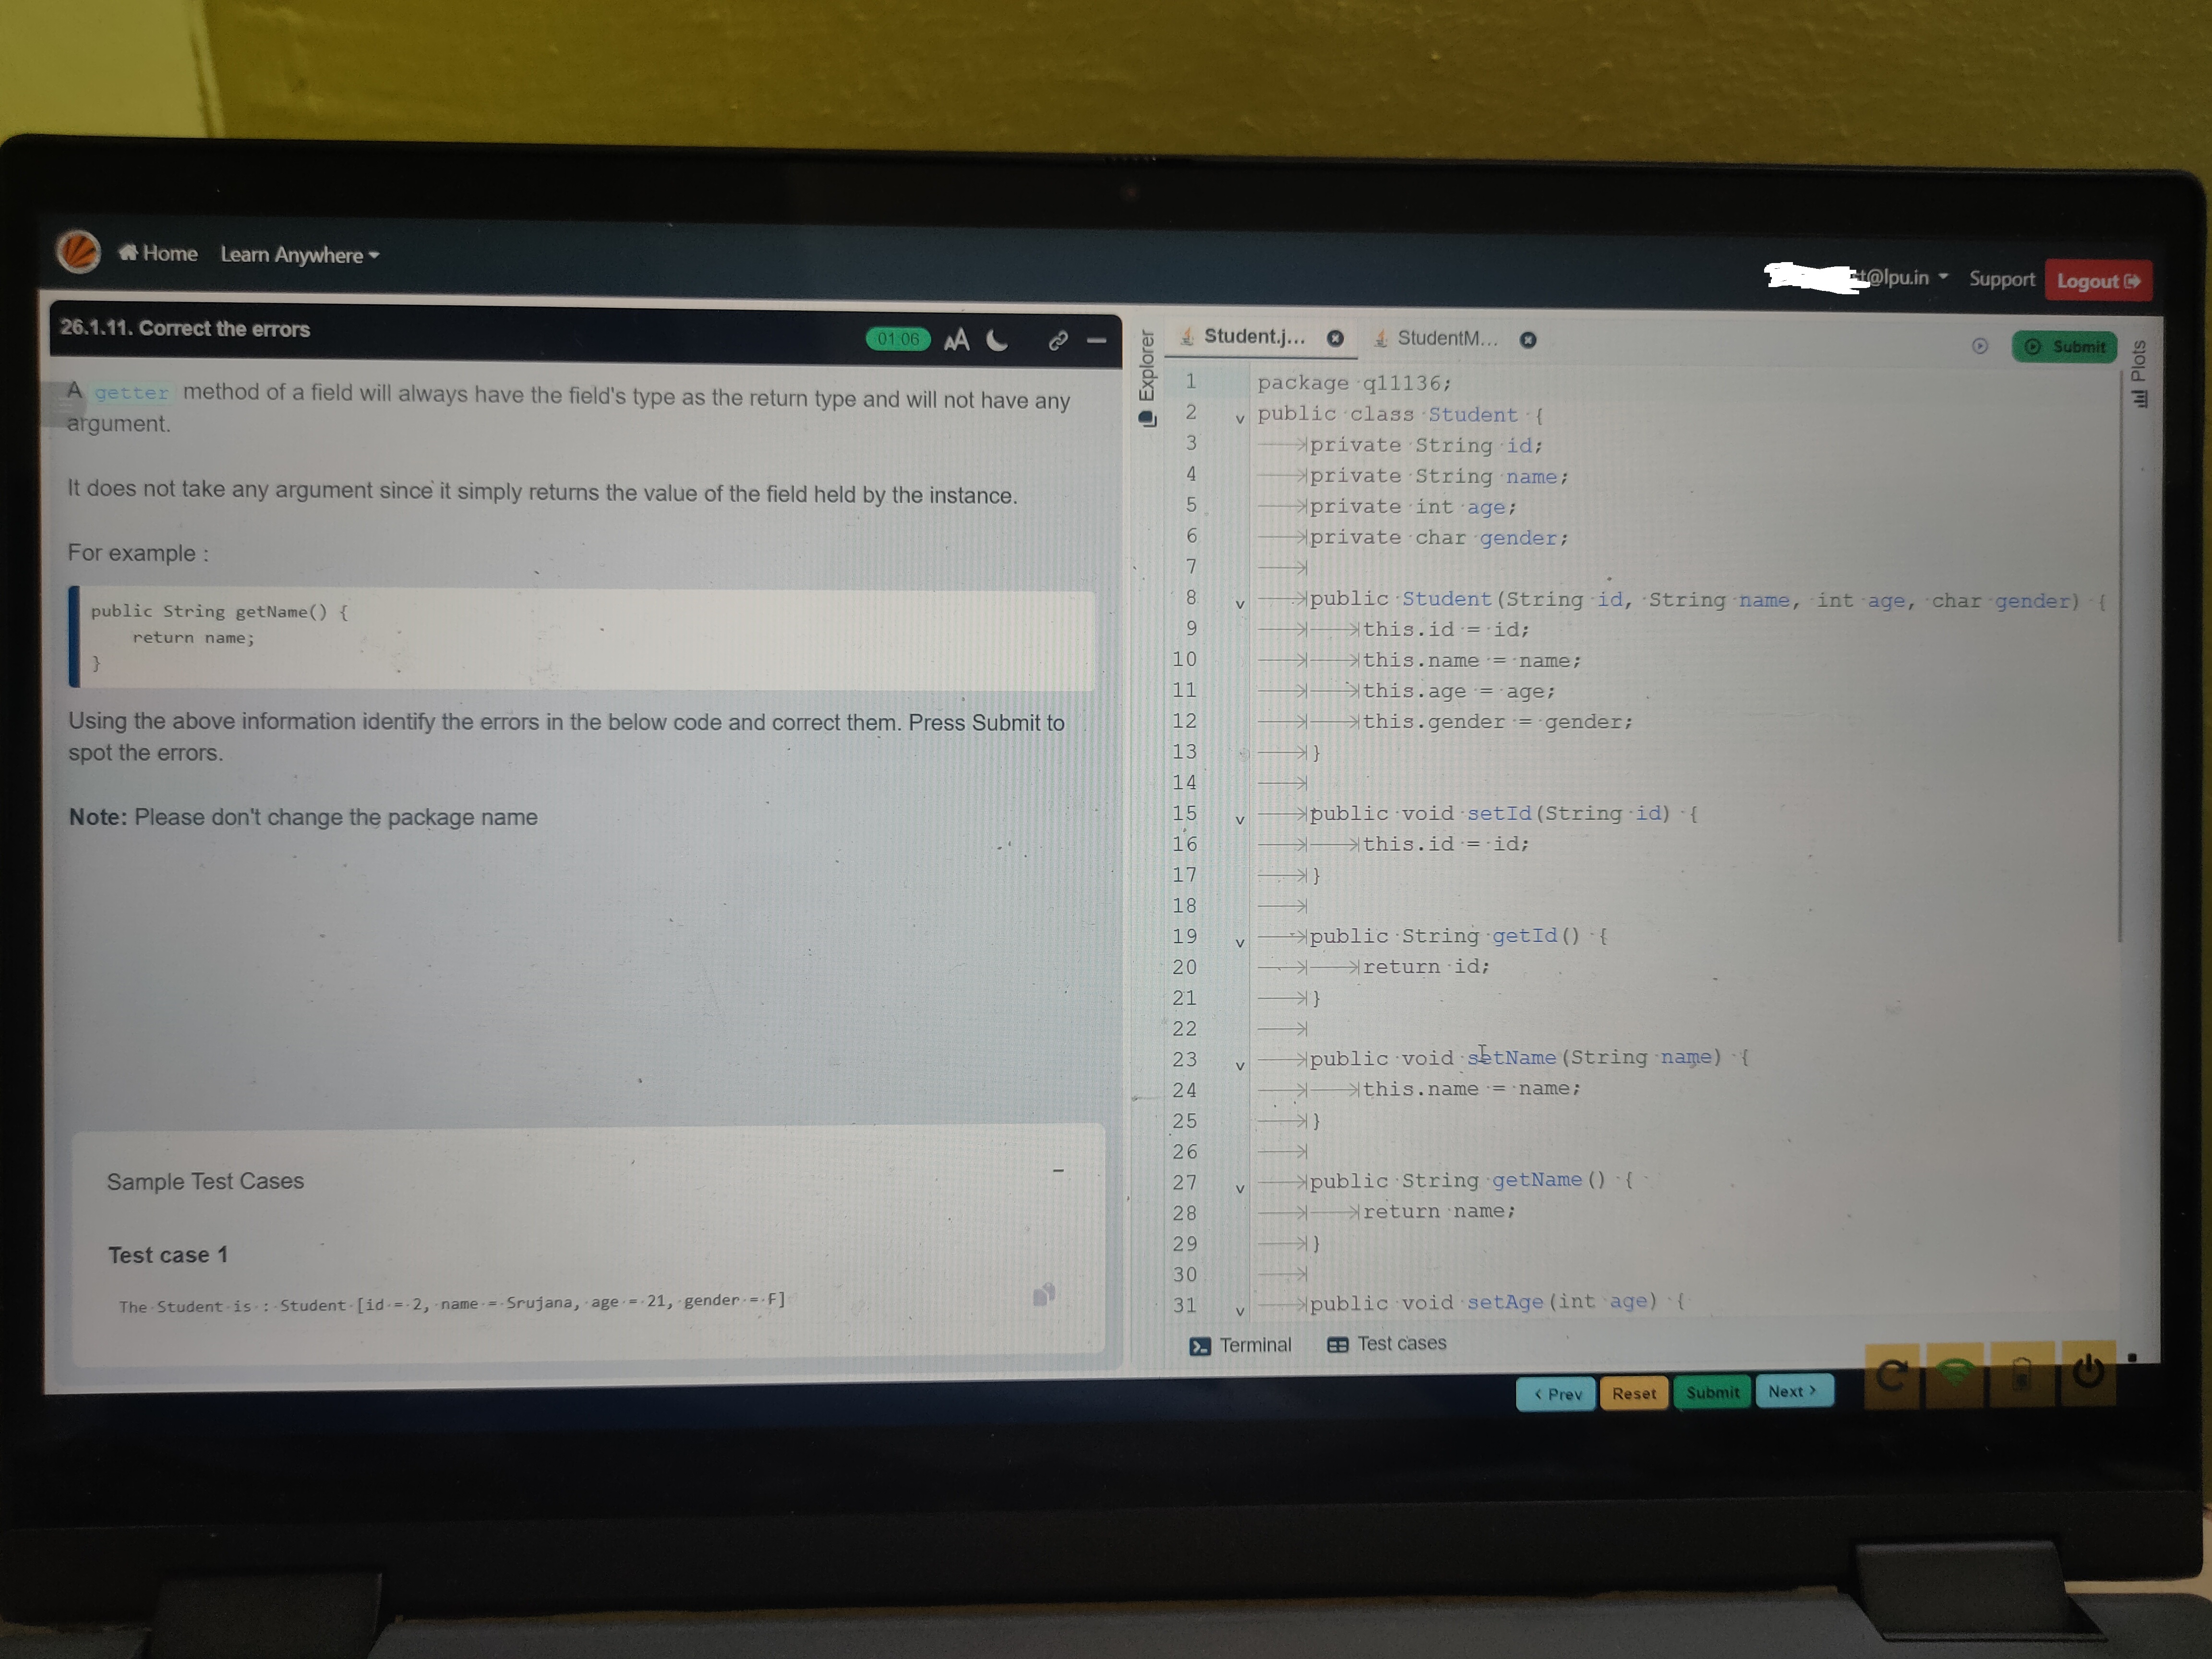 Home Learn Anywhere
t@lpu.in Support Logout
26.1.11. Correct the errors
01:06 AA
A getter method of a field will always have the field's type as the return type and will not have any
argument.
It does not take any argument since it simply returns the value of the field held by the instance.
For example :
public String getName() {
return name;
}
Using the above information identify the errors in the below code and correct them. Press Submit to
spot the errors.
Note: Please don't change the package name
Sample Test Cases
Test case 1
The Student is : Student [id = 2, name = Srujana, age = 21, gender = F]
Explorer
Student.j... StudentM...
Submit
Plots
1 package q11136;
2 public class Student {
3 private String id;
4 private String name;
5 private int age;
6 private char gender;
7
8 public Student(String id, String name, int age, char gender) {
9 this.id = id;
10 this.name = name;
11 this.age = age;
12 this.gender = gender;
13 }
14
15 public void setId(String id) {
16 this.id = id;
17 }
18
19 public String getId() {
20 return id;
21 }
22
23 public void setName(String name) {
24 this.name = name;
25 }
26
27 public String getName() {
28 return name;
29 }
30
31 public void setAge(int age) {
Terminal Test cases
< Prev Reset Submit Next >